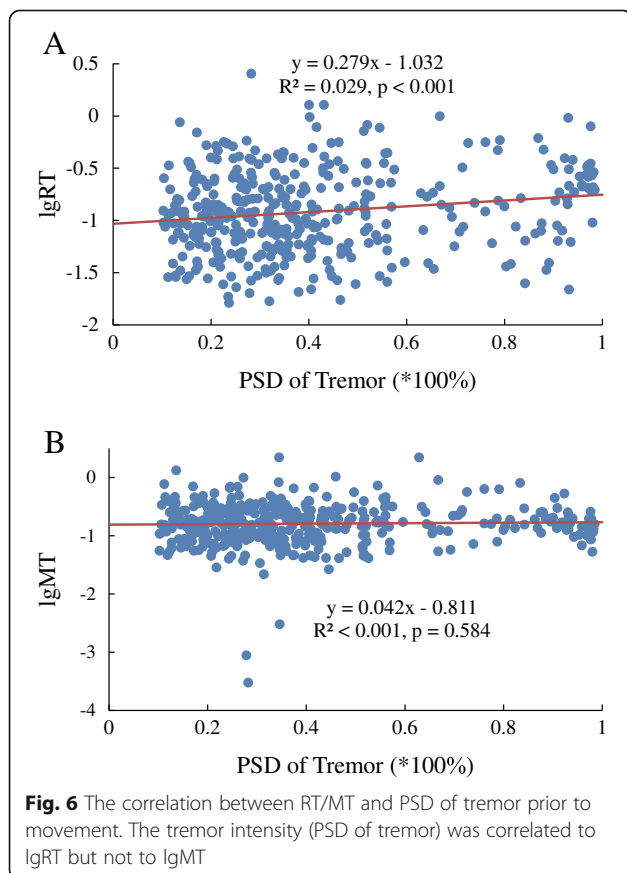 A
y = 0.279x - 1.032
R² = 0.029, p < 0.001
0.5
0
-0.5
-1
-1.5
-2
lgRT
0 0.2 0.4 0.6 0.8 1
PSD of Tremor (*100%)
B
0
-1
-2
-3
-4
lgMT
y = 0.042x - 0.811
R² < 0.001, p = 0.584
0 0.2 0.4 0.6 0.8 1
PSD of Tremor (*100%)
Fig. 6 The correlation between RT/MT and PSD of tremor prior to
movement. The tremor intensity (PSD of tremor) was correlated to
lgRT but not to lgMT